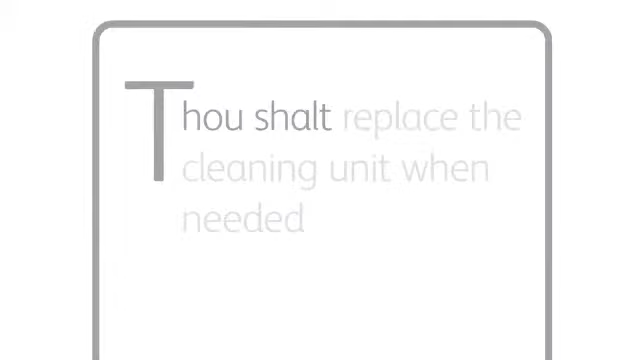 Thou shalt replace the
cleaning unit when
needed